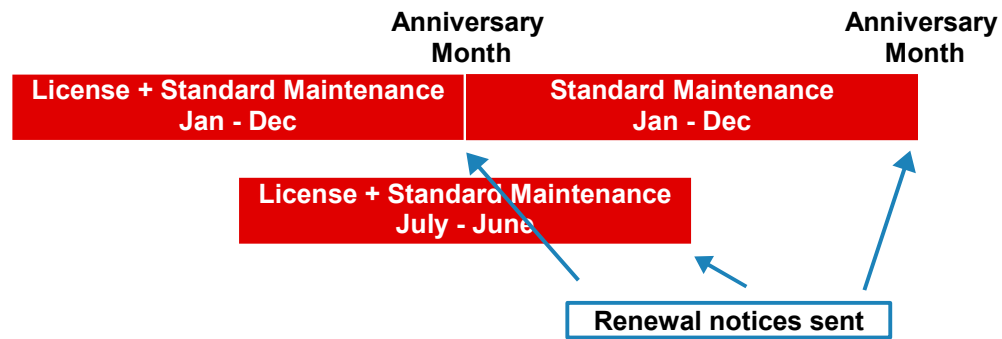 Anniversary
Month
Anniversary
Month
License + Standard Maintenance
Jan - Dec
Standard Maintenance
Jan - Dec
License + Standard Maintenance
July - June
Renewal notices sent